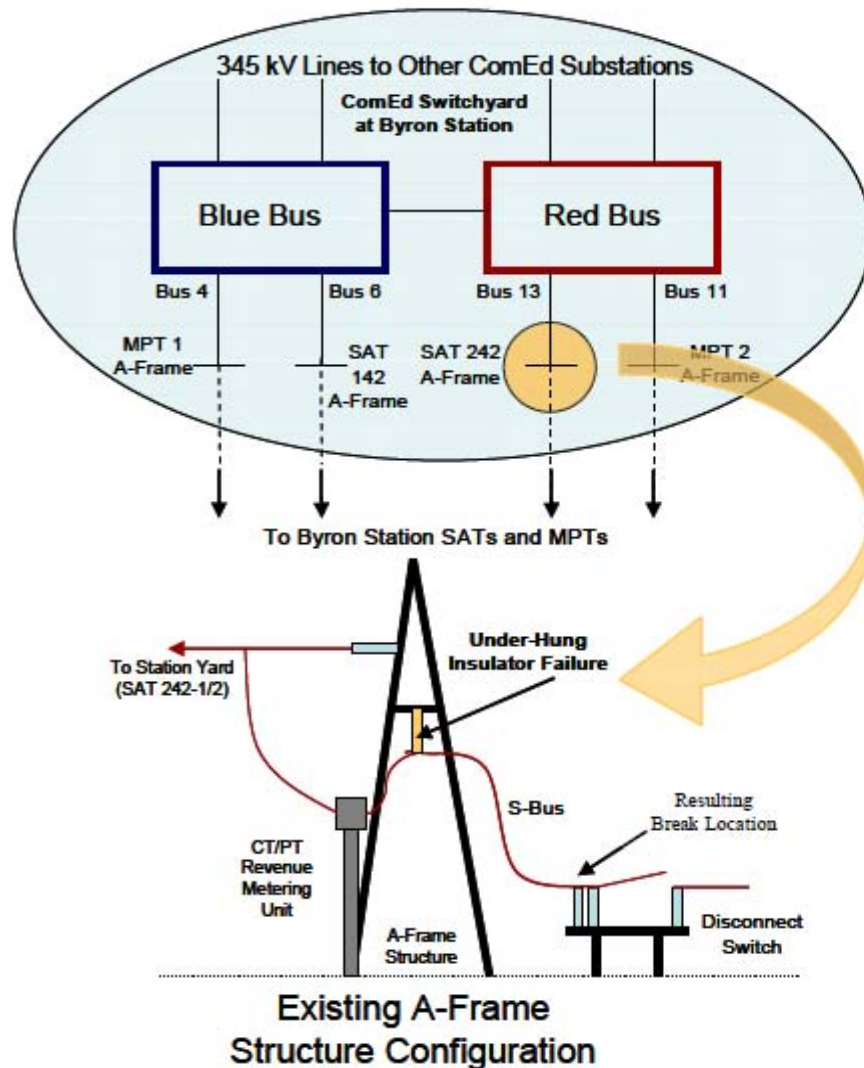 345 kV Lines to Other ComEd Substations
ComEd Switchyard
at Byron Station
Blue Bus
Red Bus
Bus 4
Bus 6
Bus 13
Bus 11
MPT 1
A-Frame
SAT
142
A-Frame
SAT 242
A-Frame
MPT 2
A-Frame
To Byron Station SATs and MPTs
Under-Hung
Insulator Failure
To Station Yard
(SAT 242-1/2)
S-Bus
Resulting
Break Location
CT/PT
Revenue
Metering
Unit
A-Frame
Structure
Disconnect
Switch
Existing A-Frame
Structure Configuration